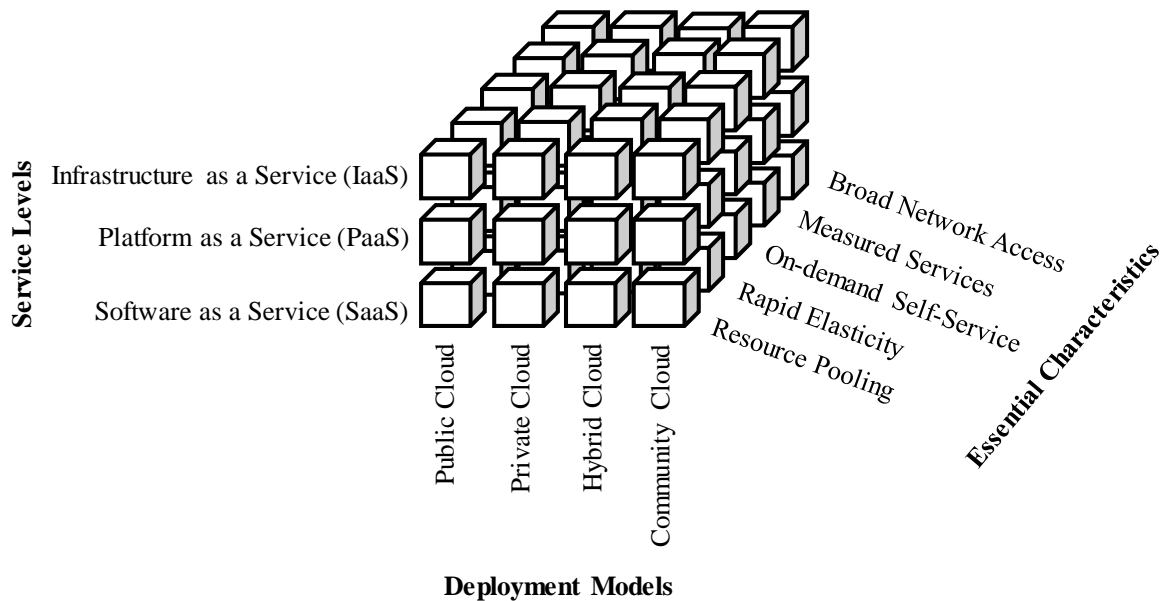 Service Levels
Infrastructure as a Service (IaaS)
Platform as a Service (PaaS)
Software as a Service (SaaS)
Public Cloud
Private Cloud
Hybrid Cloud
Community Cloud
Deployment Models
Broad Network Access
Measured Services
On-demand Self-Service
Rapid Elasticity
Resource Pooling
Essential Characteristics